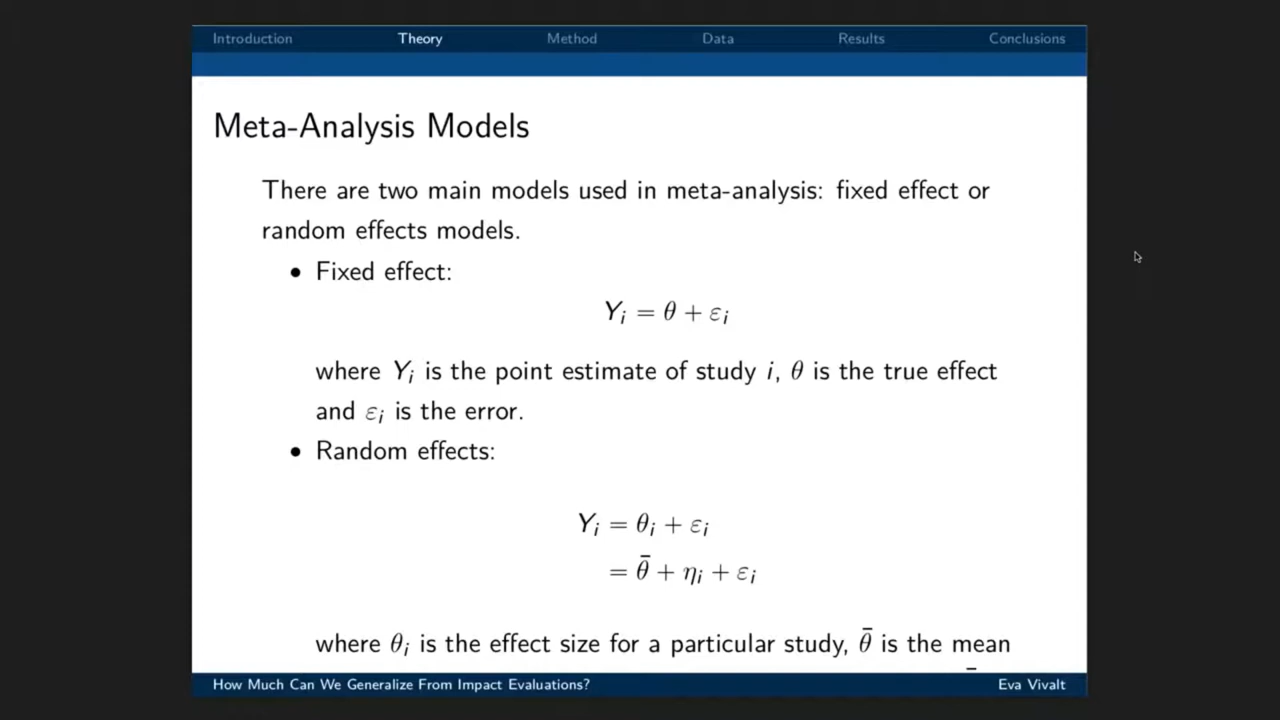 Introduction Theory Method Data Results Conclusions
Meta-Analysis Models
There are two main models used in meta-analysis: fixed effect or
random effects models.
• Fixed effect:
Yᵢ = θ + εᵢ
where Yᵢ is the point estimate of study i, θ is the true effect
and εᵢ is the error.
• Random effects:
Yᵢ = θᵢ + εᵢ
= θ̄ + ηᵢ + εᵢ
where θᵢ is the effect size for a particular study, θ̄ is the mean
How Much Can We Generalize From Impact Evaluations? Eva Vivalt